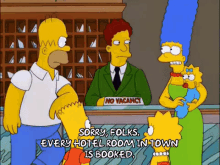 NO VACANCY
SORRY, FOLKS.
EVERY HOTEL ROOM IN TOWN
IS BOOKED.